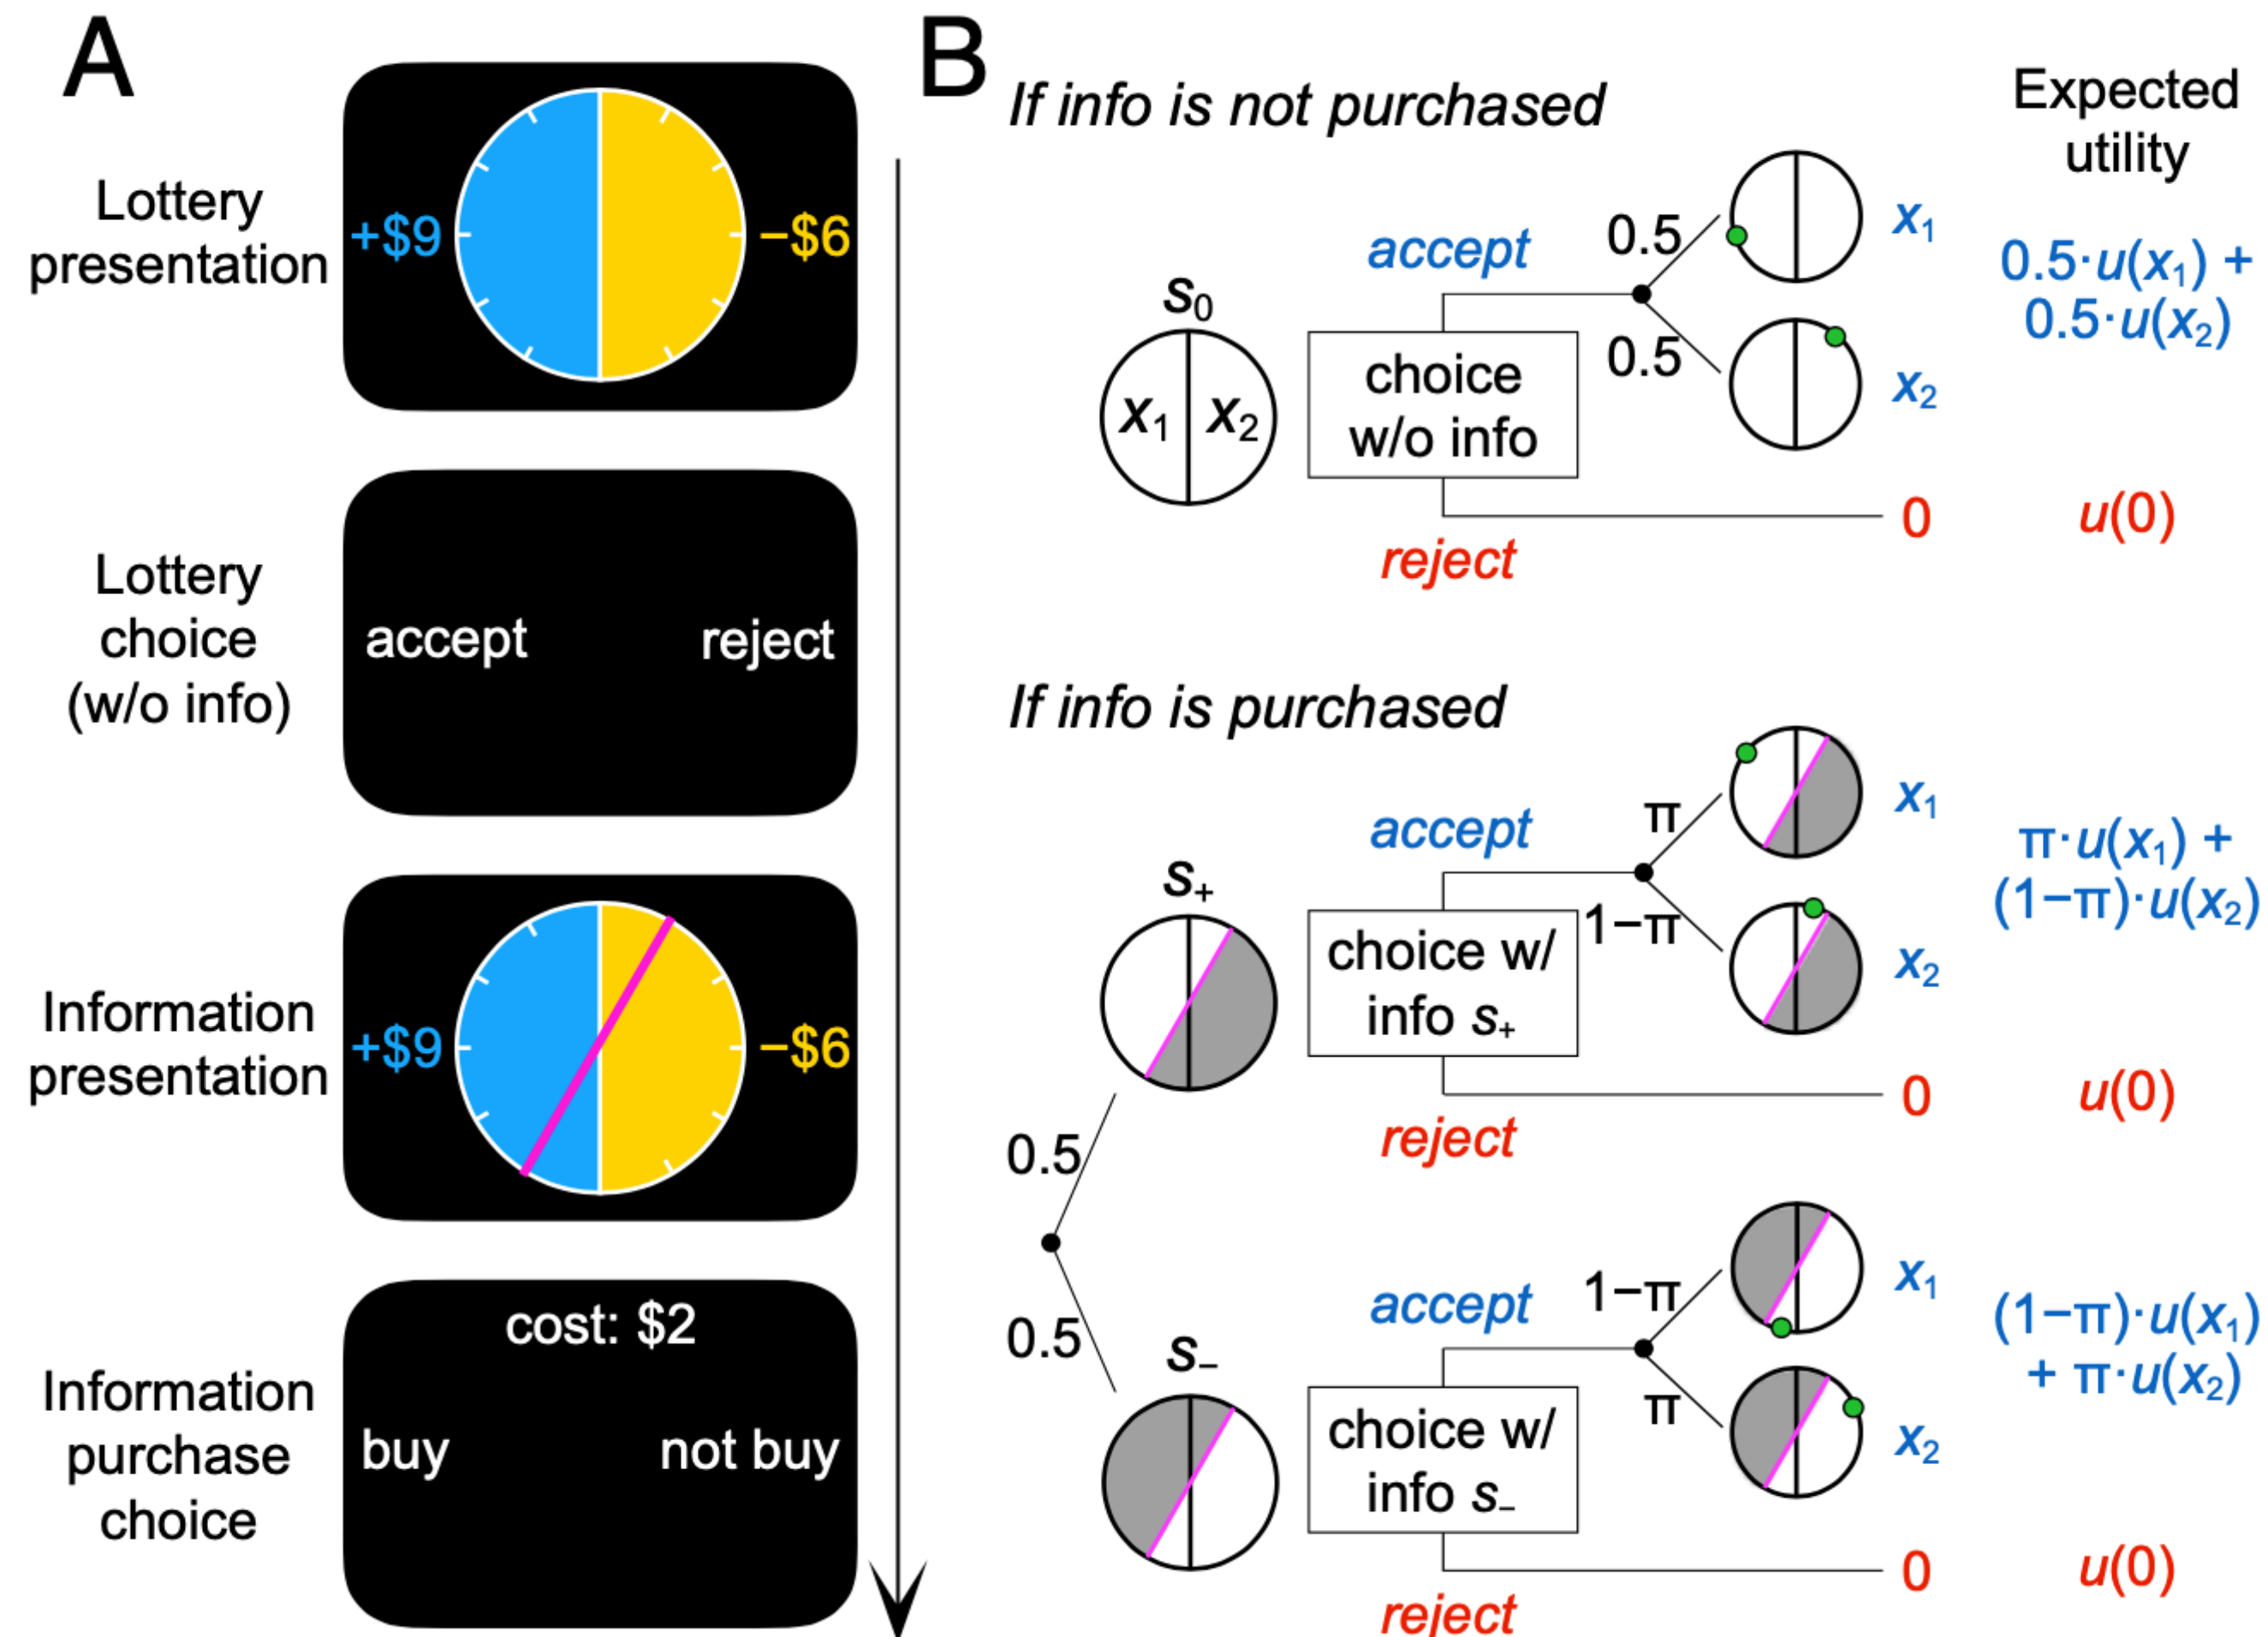 A
Lottery
presentation
+$9
−$6
Lottery
choice
(w/o info)
accept
reject
Information
presentation
+$9
−$6
Information
purchase
choice
cost: $2
buy
not buy
B
If info is not purchased
Expected
utility
s₀
x₁
x₂
choice
w/o info
accept
0.5
0.5
x₁
x₂
0.5·u(x₁) +
0.5·u(x₂)
reject
0
u(0)
If info is purchased
0.5
0.5
s₊
choice w/
info s₊
accept
π
1−π
x₁
x₂
π·u(x₁) +
(1−π)·u(x₂)
reject
0
u(0)
s₋
choice w/
info s₋
accept
1−π
π
x₁
x₂
(1−π)·u(x₁)
+ π·u(x₂)
reject
0
u(0)